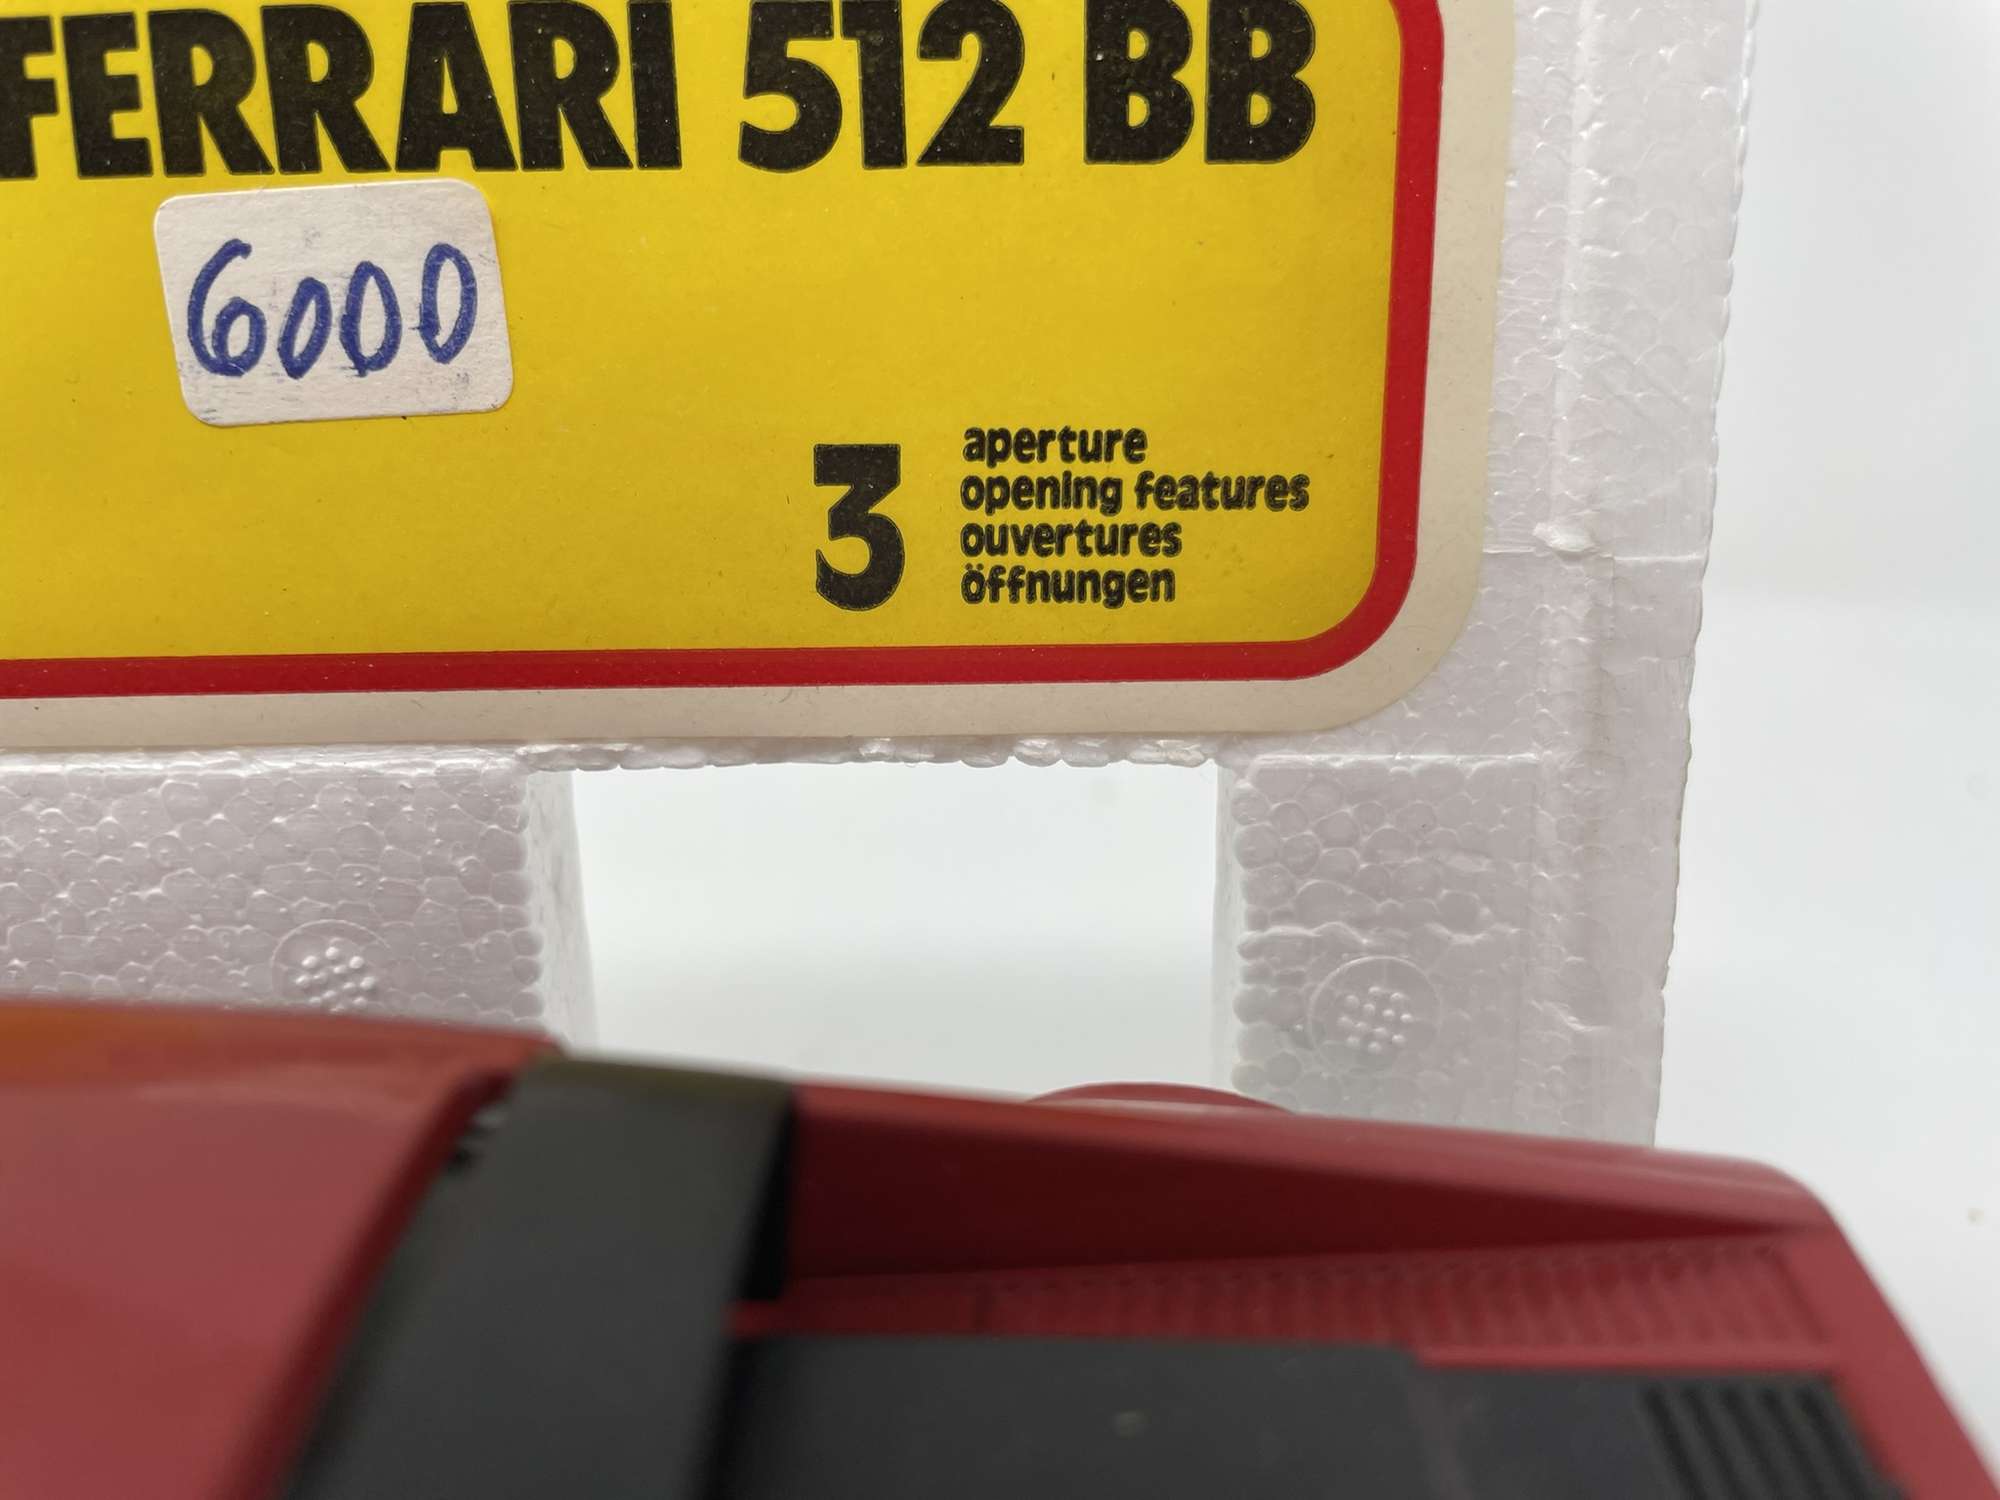 FERRARI 512 BB
6000
3
aperture
opening features
ouvertures
öffnungen